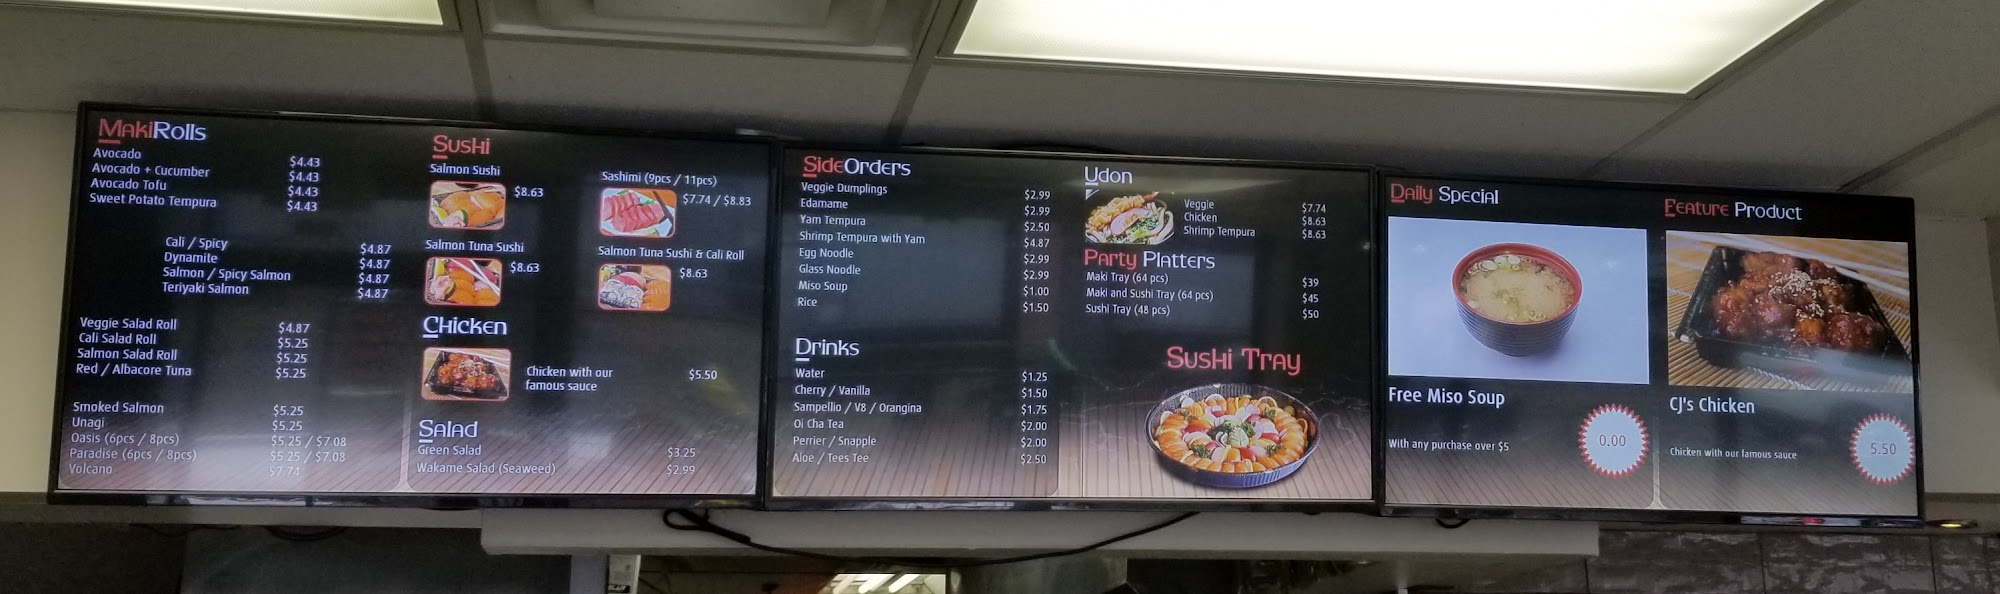 MakiRolls
Avocado $4.43
Avocado + Cucumber $4.43
Avocado Tofu $4.43
Sweet Potato Tempura $4.43
Cali / Spicy $4.87
Dynamite $4.87
Salmon / Spicy Salmon $4.87
Teriyaki Salmon $4.87
Veggie Salad Roll $4.87
Cali Salad Roll $5.25
Salmon Salad Roll $5.25
Red / Albacore Tuna $5.25
Smoked Salmon $5.25
Unagi $5.25
Oasis (6pcs / 8pcs) $5.25 / $7.08
Paradise (6pcs / 8pcs) $5.25 / $7.08
Volcano $7.74
Sushi
Salmon Sushi
$8.63
Sashimi (9pcs / 11pcs)
$7.74 / $8.83
Salmon Tuna Sushi
$8.63
Salmon Tuna Sushi & Cali Roll
$8.63
Chicken
Chicken with our
famous sauce
$5.50
Salad
Green Salad $3.25
Wakame Salad (Seaweed) $2.99
SideOrders
Veggie Dumplings $2.99
Edamame $2.99
Yam Tempura $2.50
Shrimp Tempura with Yam $4.87
Egg Noodle $2.99
Glass Noodle $2.99
Miso Soup $1.00
Rice $1.50
Drinks
Water $1.25
Cherry / Vanilla $1.50
Sampellio / V8 / Orangina $1.75
Oi Cha Tea $2.00
Perrier / Snapple $2.00
Aloe / Tees Tee $2.50
Udon
Veggie $7.74
Chicken $8.63
Shrimp Tempura $8.63
Party Platters
Maki Tray (64 pcs) $39
Maki and Sushi Tray (64 pcs) $45
Sushi Tray (48 pcs) $50
Sushi Tray
Daily Special
Free Miso Soup
With any purchase over $5
0.00
Feature Product
CJ's Chicken
Chicken with our famous sauce
5.50